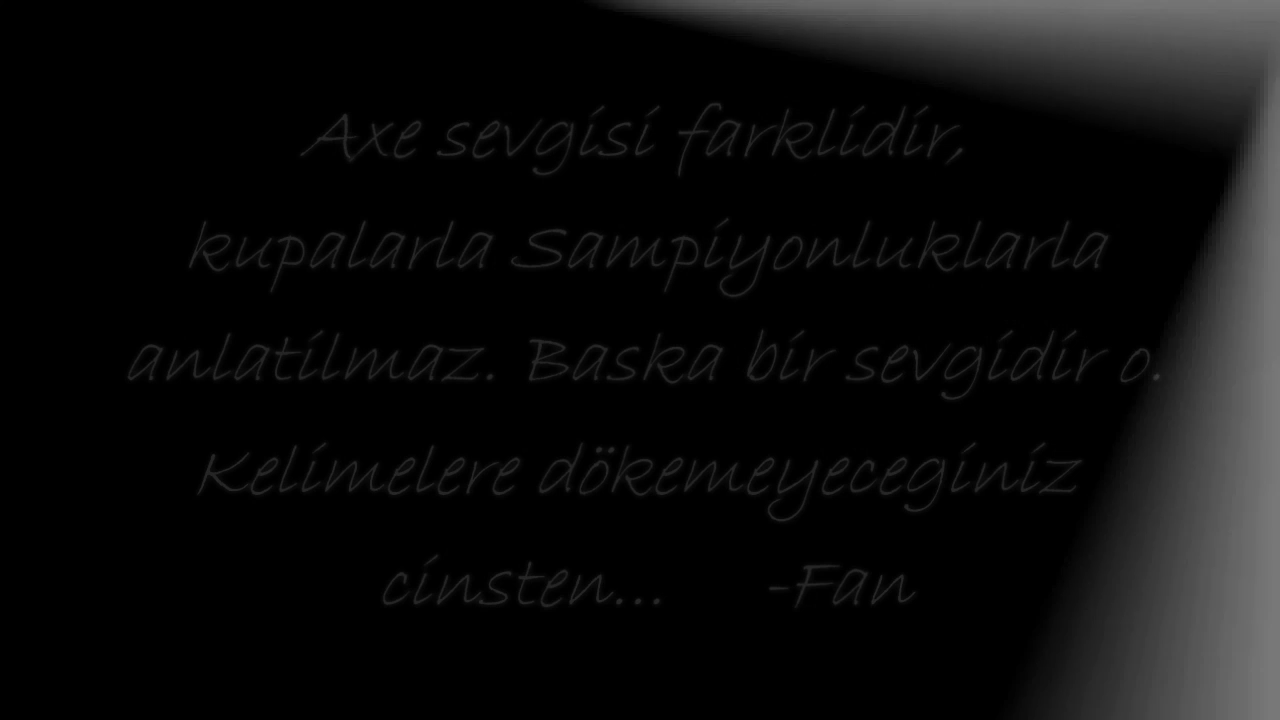 Axe sevgisi farklidir,
kupalarla Sampiyonluklarla
anlatilmaz. Baska bir sevgidir o.
Kelimelere dökemeyeceginiz
cinsten... -Fan